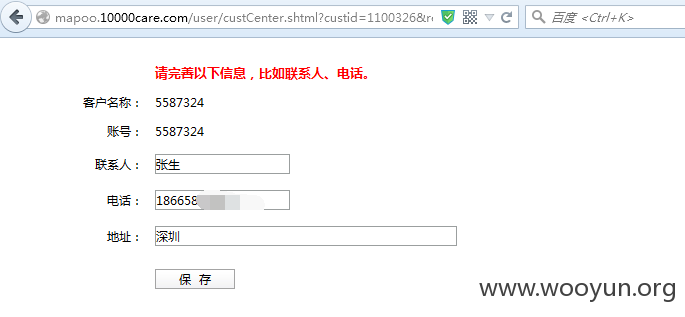 mapoo.10000care.com/user/custCenter.shtml?custid=1100326&re
百度 <Ctrl+K>
请完善以下信息，比如联系人、电话。
客户名称： 5587324
账号： 5587324
联系人： 张生
电话： 186658
地址： 深圳
保 存
www.wooyun.org